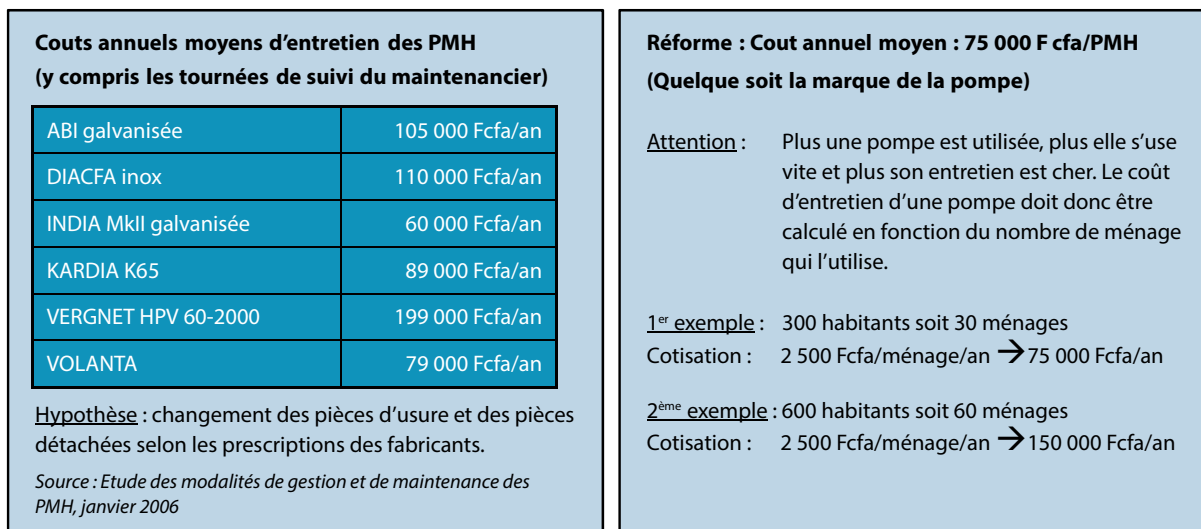 Couts annuels moyens d'entretien des PMH
(y compris les tournées de suivi du maintenancier)
ABI galvanisée 105 000 Fcfa/an
DIACFA inox 110 000 Fcfa/an
INDIA MkII galvanisée 60 000 Fcfa/an
KARDIA K65 89 000 Fcfa/an
VERGNET HPV 60-2000 199 000 Fcfa/an
VOLANTA 79 000 Fcfa/an
Hypothèse : changement des pièces d'usure et des pièces
détachées selon les prescriptions des fabricants.
Source : Etude des modalités de gestion et de maintenance des
PMH, janvier 2006
Réforme : Cout annuel moyen : 75 000 F cfa/PMH
(Quelque soit la marque de la pompe)
Attention : Plus une pompe est utilisée, plus elle s'use
vite et plus son entretien est cher. Le coût
d'entretien d'une pompe doit donc être
calculé en fonction du nombre de ménage
qui l'utilise.
1er exemple : 300 habitants soit 30 ménages
Cotisation : 2 500 Fcfa/ménage/an → 75 000 Fcfa/an
2ème exemple : 600 habitants soit 60 ménages
Cotisation : 2 500 Fcfa/ménage/an → 150 000 Fcfa/an